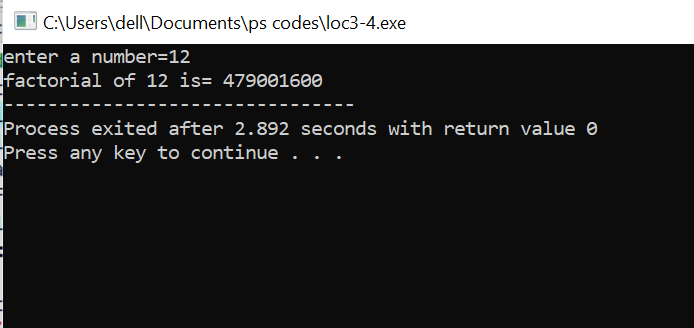 C:\Users\dell\Documents\ps codes\loc3-4.exe
enter a number=12
factorial of 12 is= 479001600
--------------------------------
Process exited after 2.892 seconds with return value 0
Press any key to continue . . .